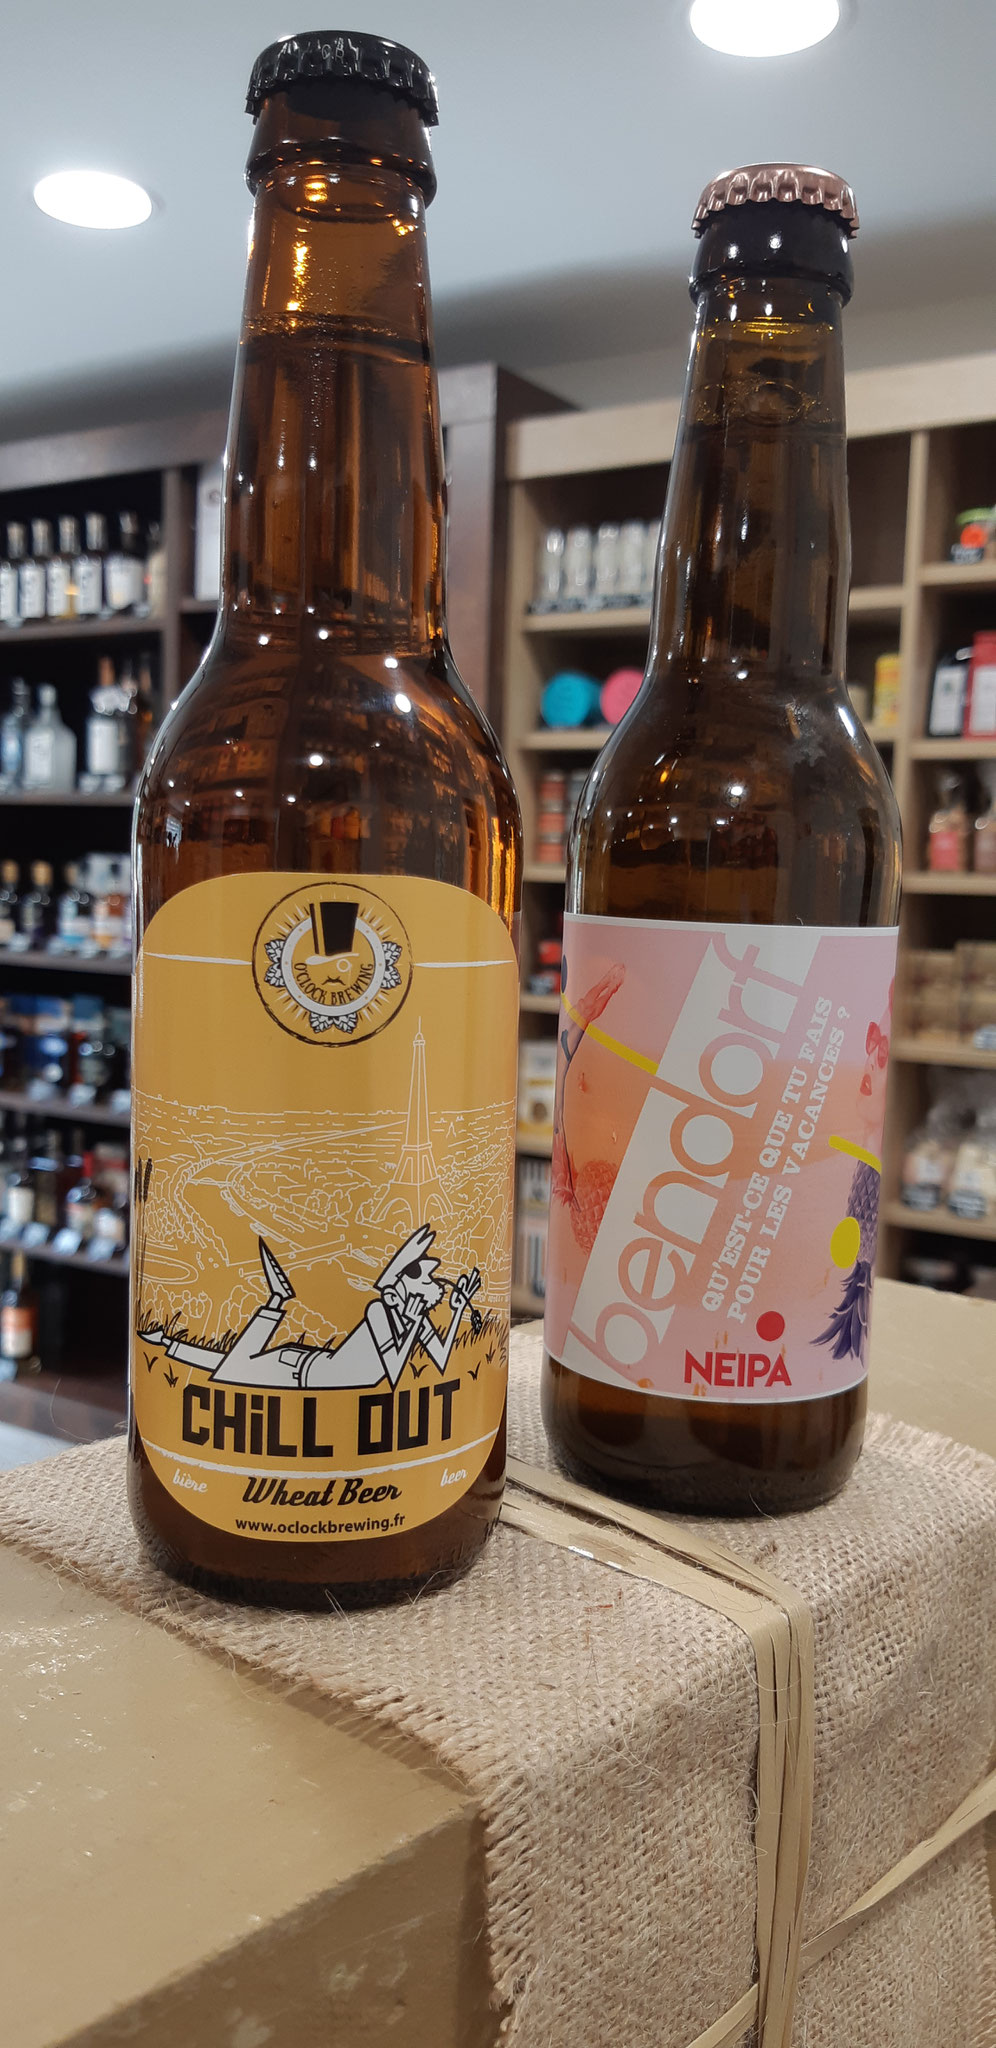 O'CLOCK BREWING
CHiLL OUT
bière
Wheat Beer
beer
www.oclockbrewing.fr
bendorf
QU'EST-CE QUE TU FAIS
POUR LES VACANCES ?
NEIPA